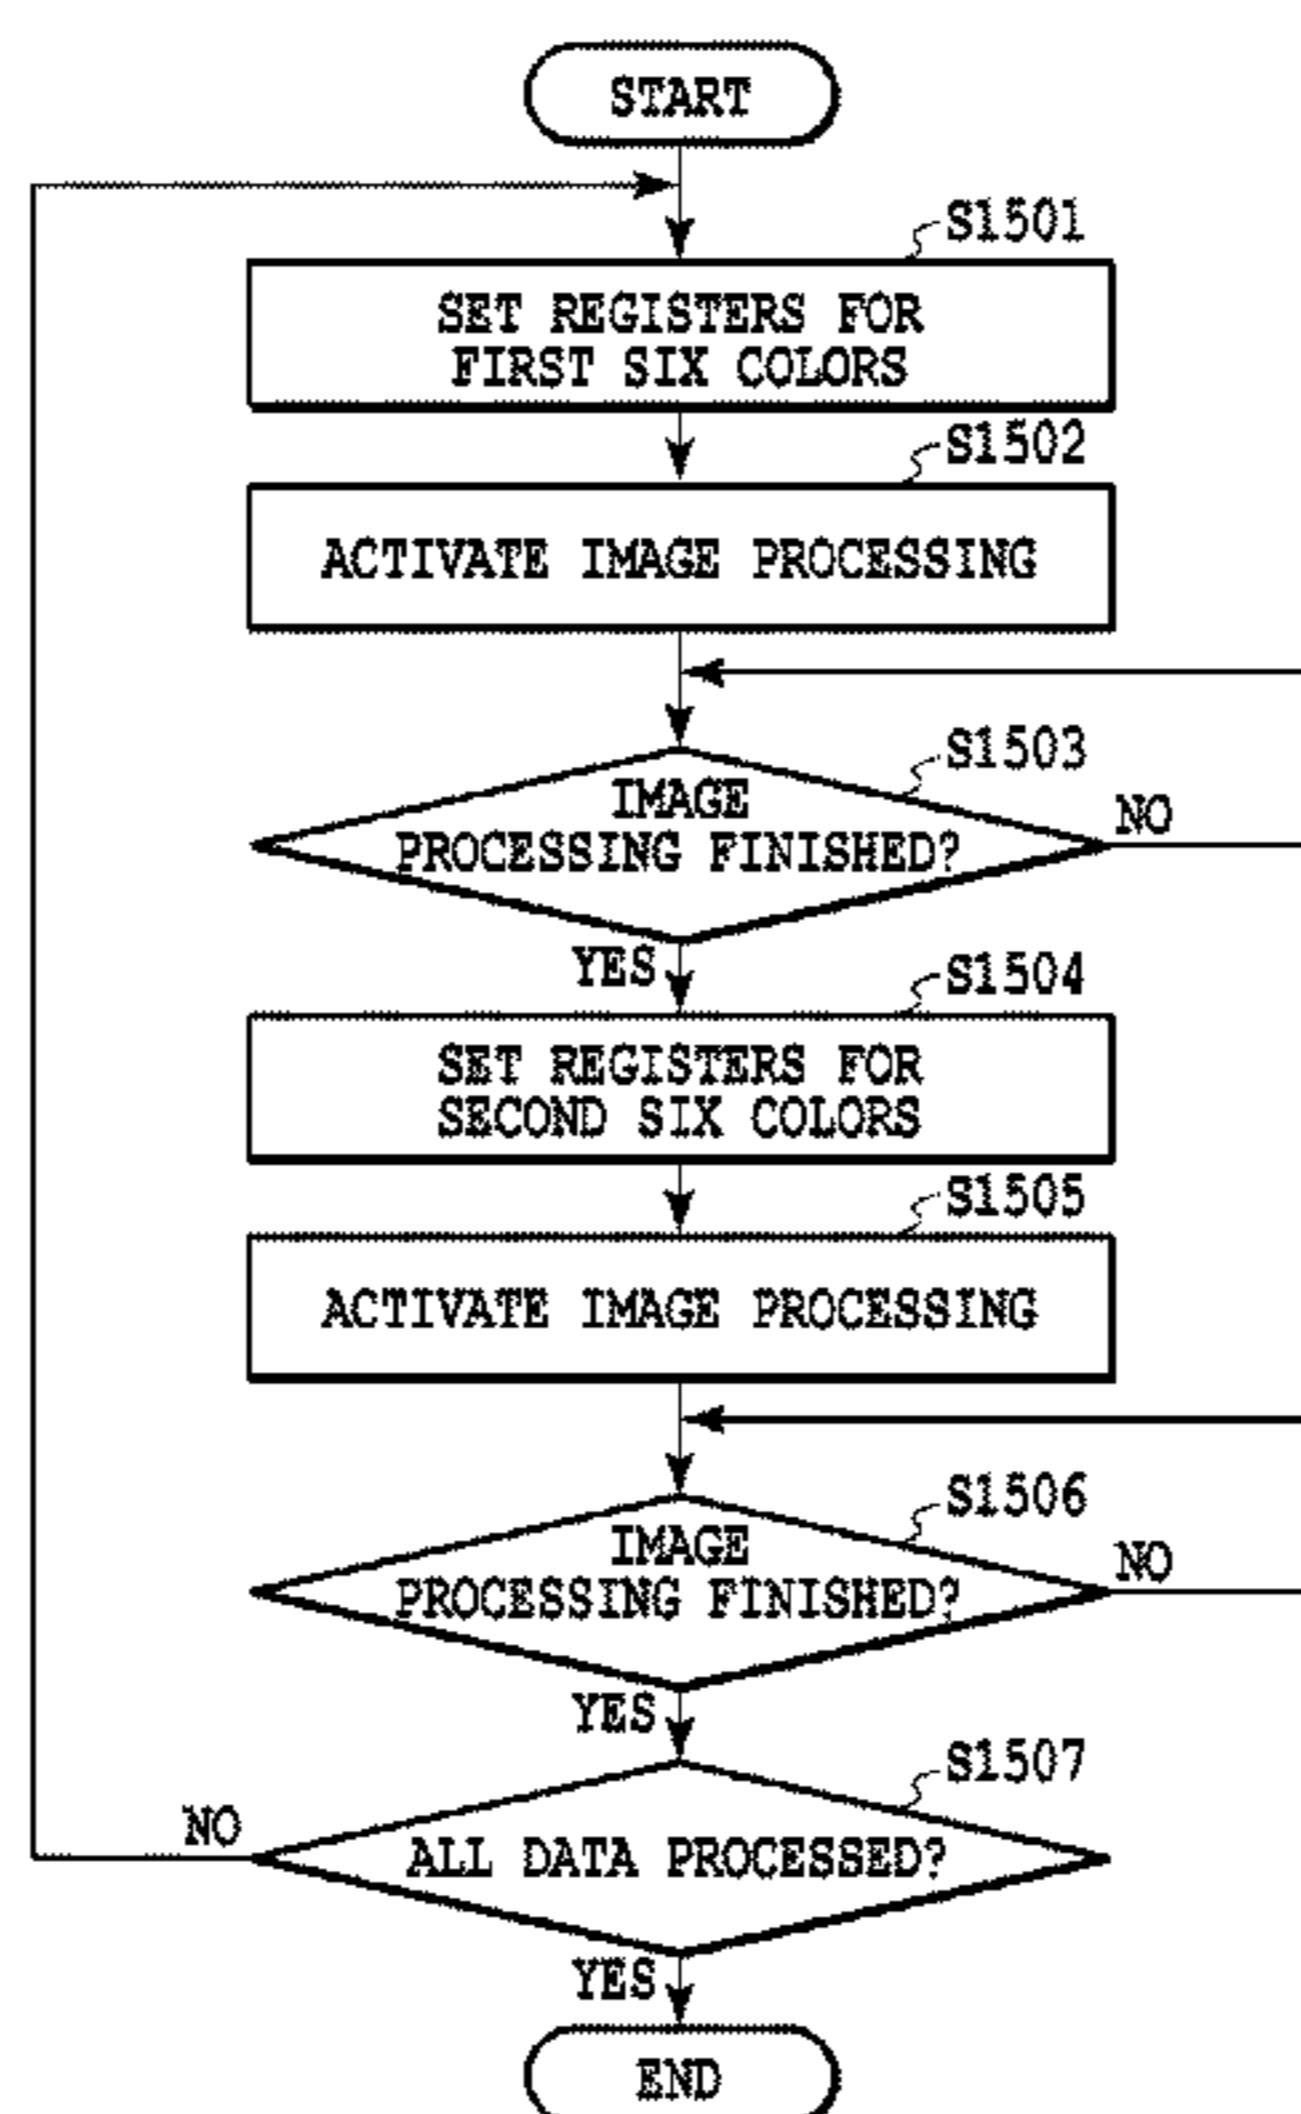 START
S1501
SET REGISTERS FOR
FIRST SIX COLORS
S1502
ACTIVATE IMAGE PROCESSING
S1503
IMAGE
PROCESSING FINISHED?
NO
YES
S1504
SET REGISTERS FOR
SECOND SIX COLORS
S1505
ACTIVATE IMAGE PROCESSING
S1506
IMAGE
PROCESSING FINISHED?
NO
YES
S1507
NO
ALL DATA PROCESSED?
YES
END